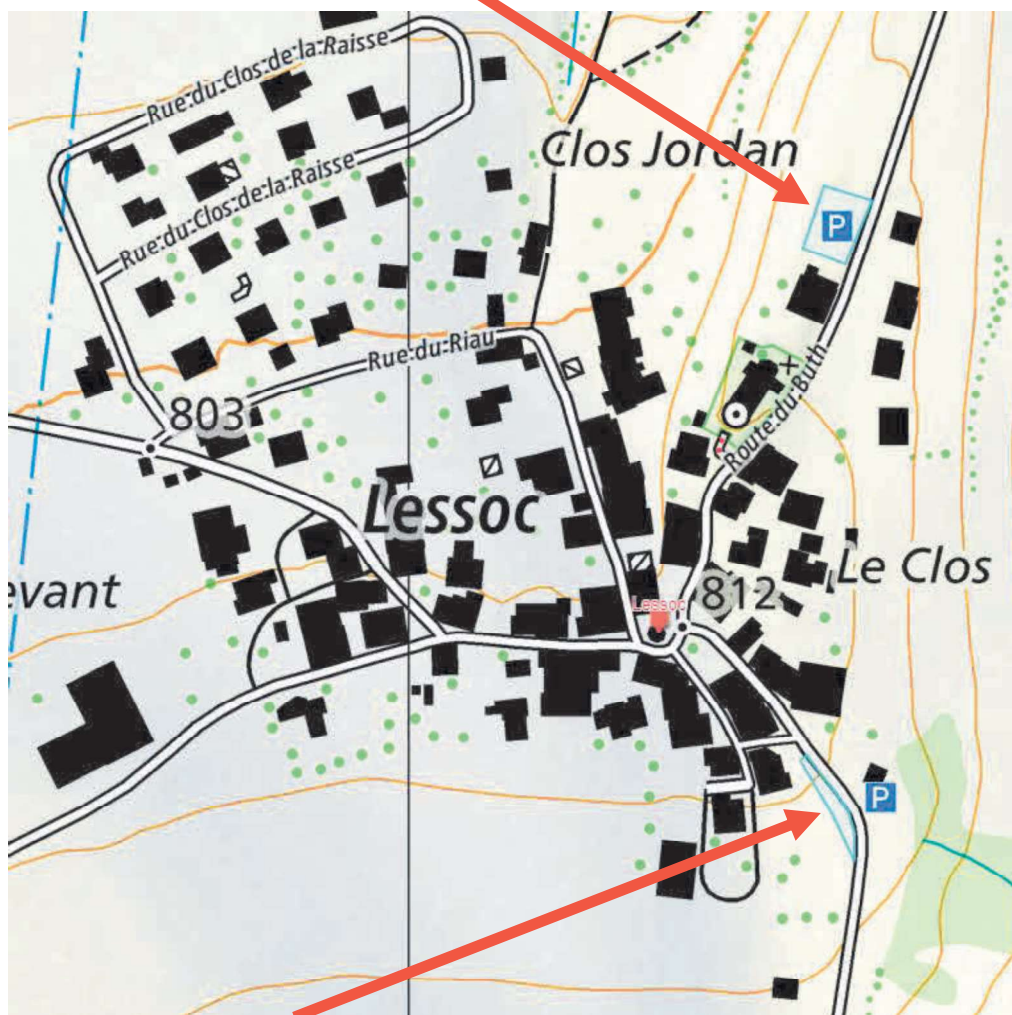 Rue du Clos de la Raisse
Clos Jordan
Rue du Clos de la Raisse
P
Rue du Riau
803
Route du Buth
Lessoc
Le Clos
evant
812
Lessoc
P